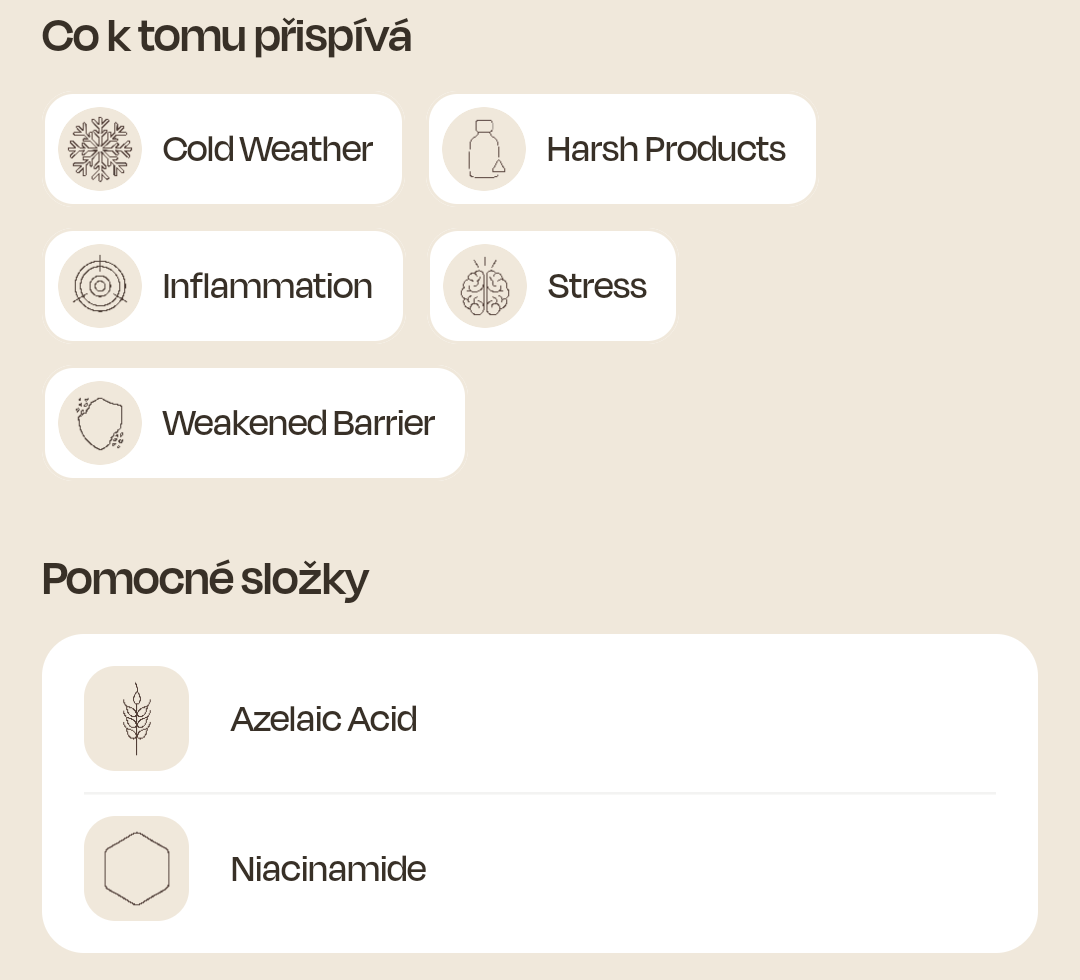 Co k tomu přispívá
Cold Weather
Harsh Products
Inflammation
Stress
Weakened Barrier
Pomocné složky
Azelaic Acid
Niacinamide